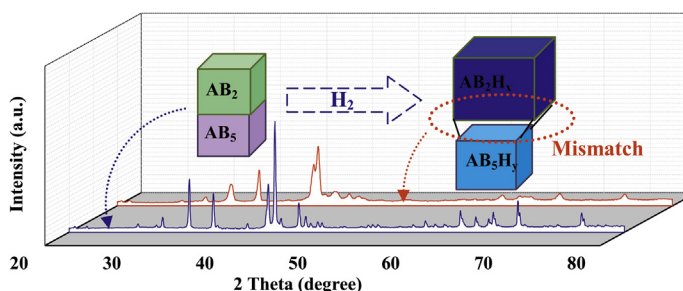 AB2
AB5
H2
AB2Hx
AB5Hy
Mismatch
Intensity (a.u.)
20 30 40 50 60 70 80
2 Theta (degree)